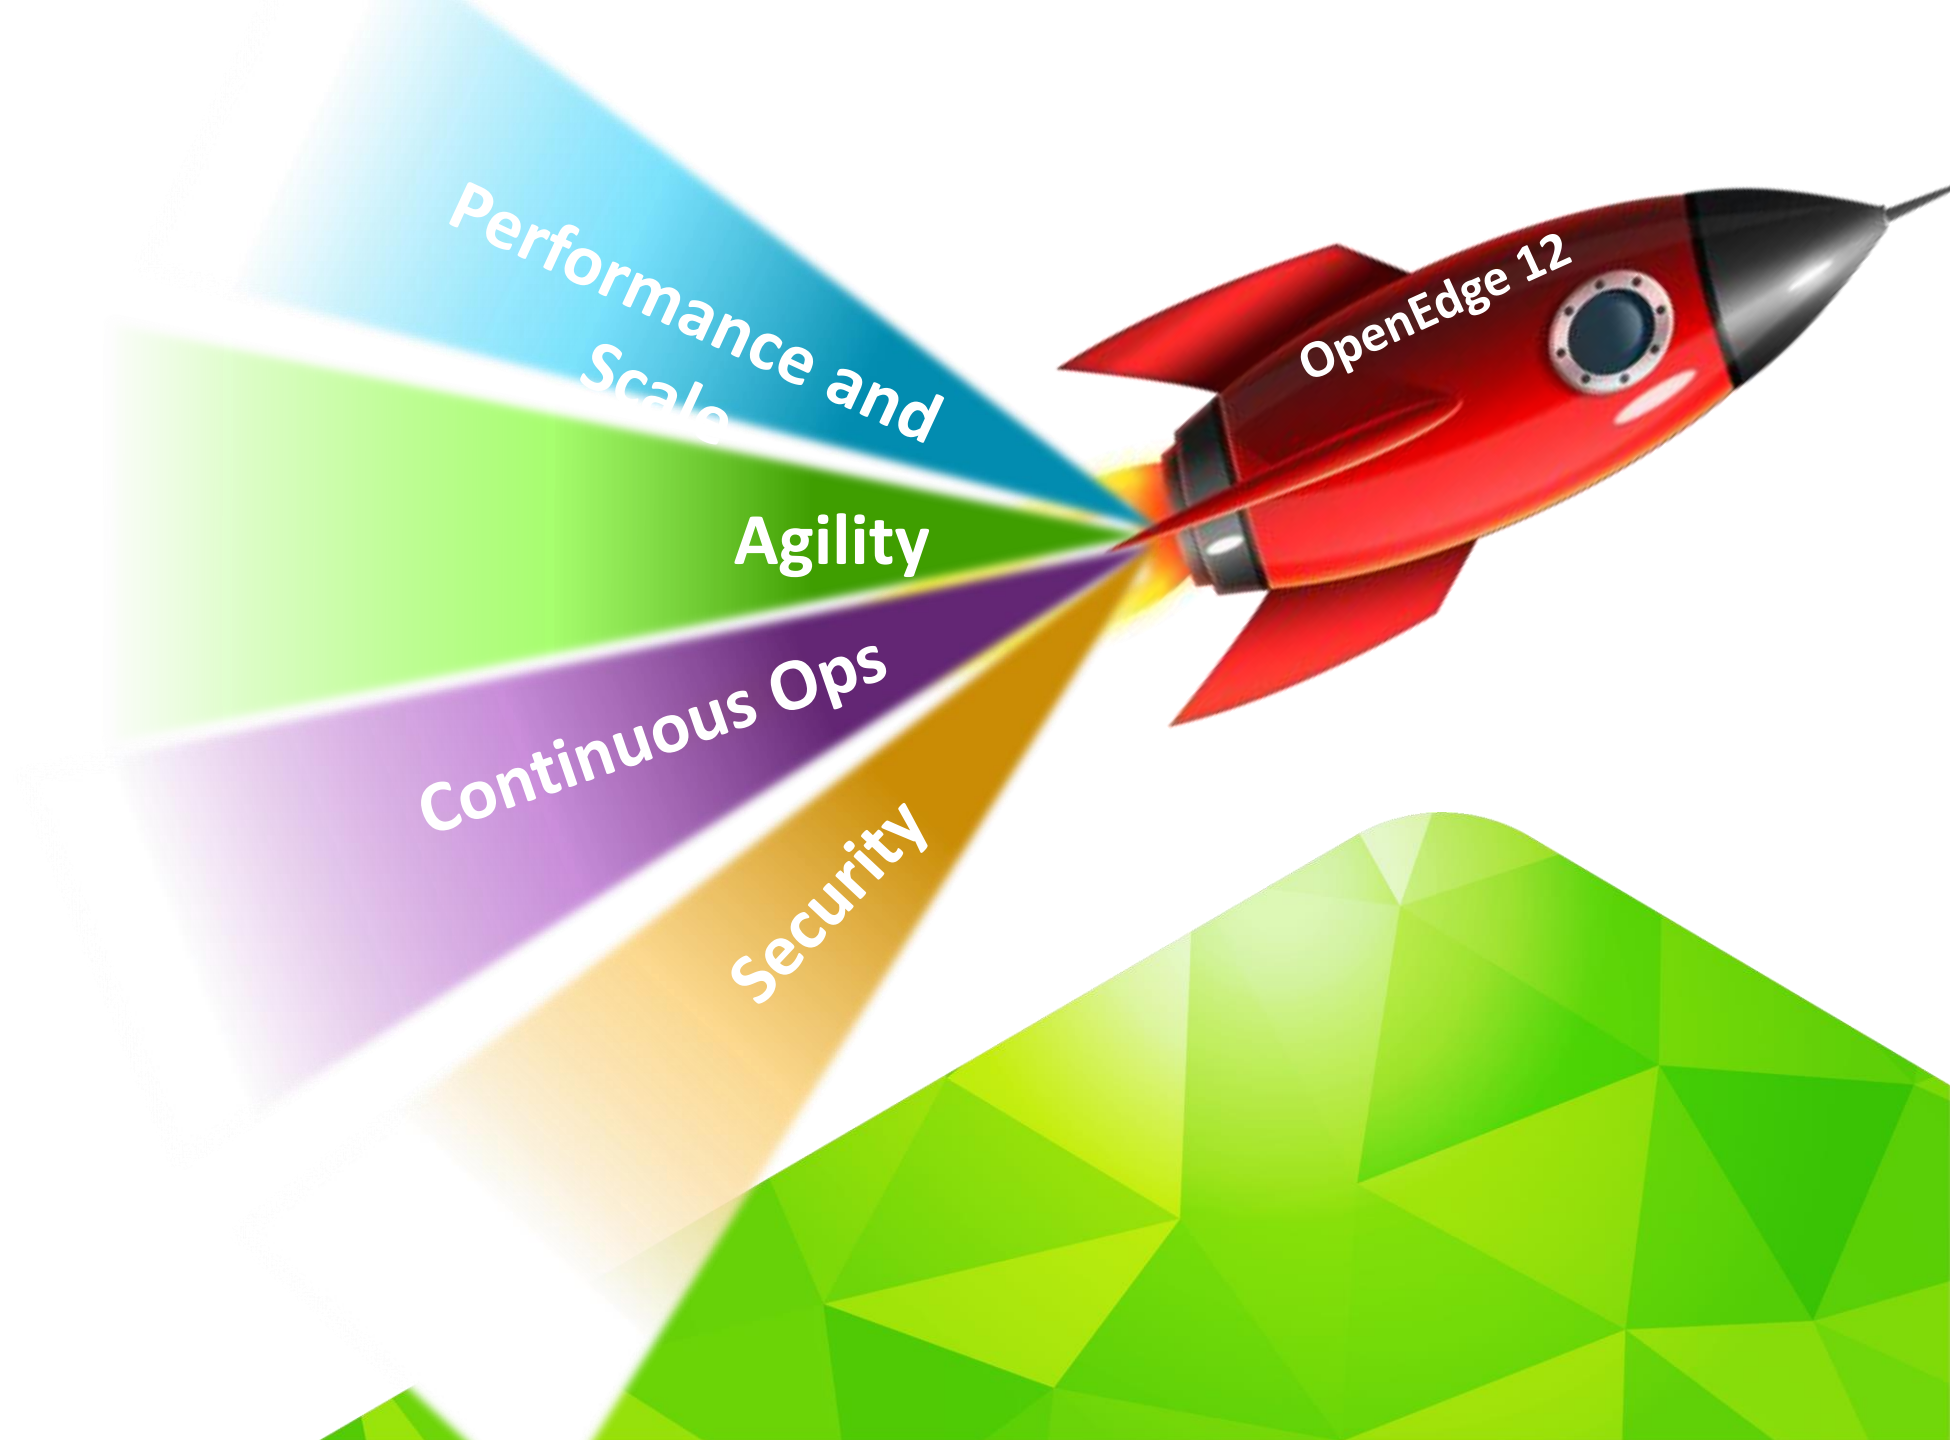 Performance and
Scale
OpenEdge 12
Agility
Continuous Ops
Security